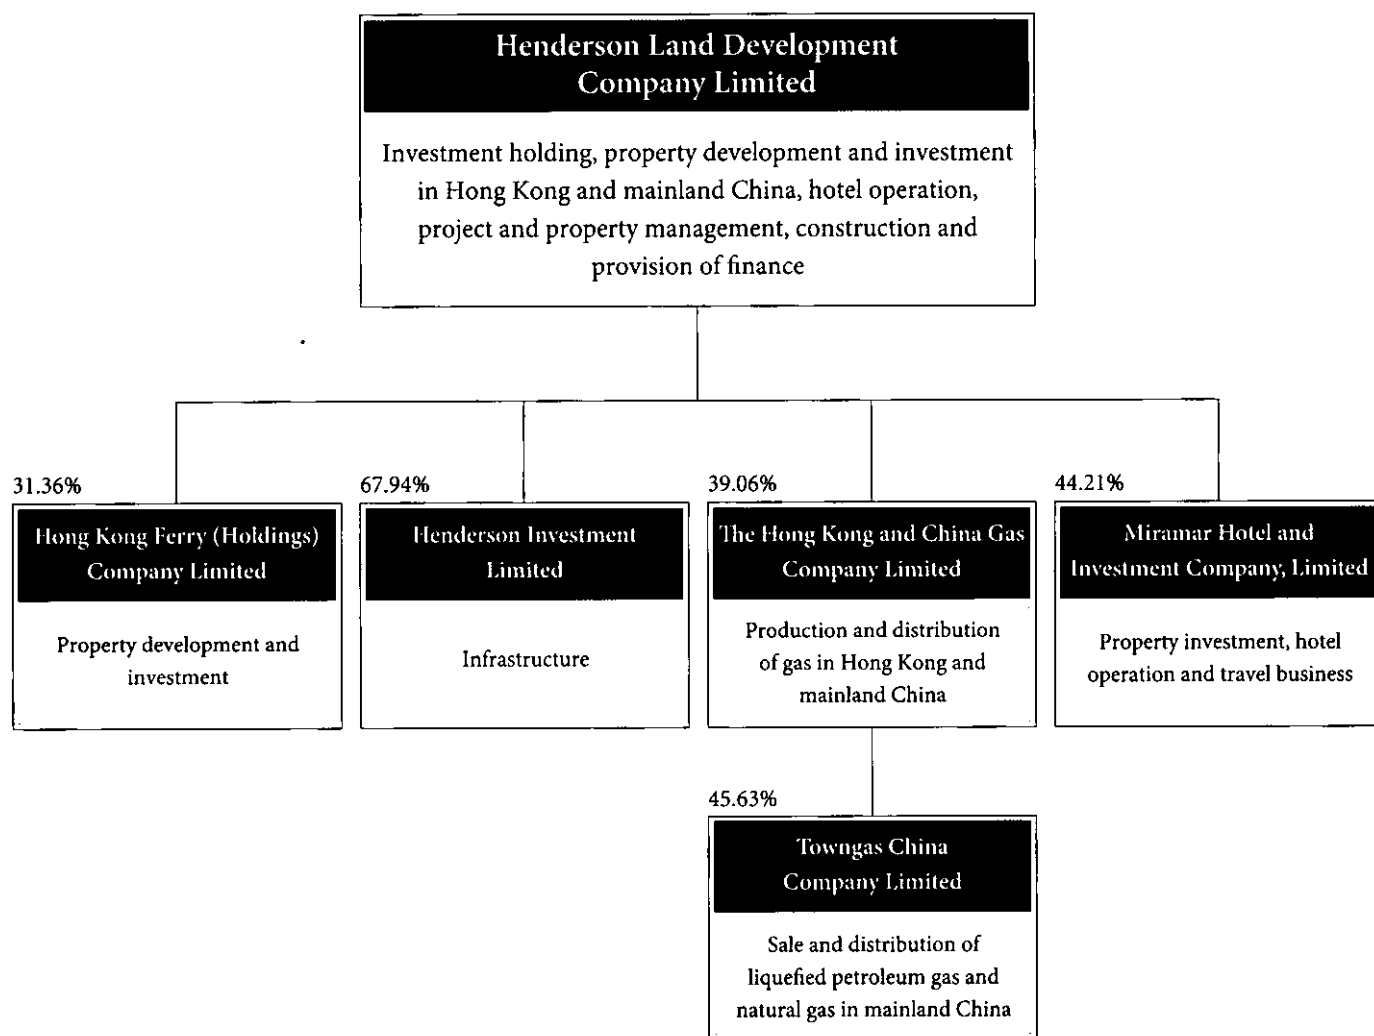 Henderson Land Development
Company Limited
Investment holding, property development and investment
in Hong Kong and mainland China, hotel operation,
project and property management, construction and
provision of finance
31.36%
Hong Kong Ferry (Holdings)
Company Limited
Property development and
investment
67.94%
Henderson Investment
Limited
Infrastructure
39.06%
The Hong Kong and China Gas
Company Limited
Production and distribution
of gas in Hong Kong and
mainland China
44.21%
Miramar Hotel and
Investment Company, Limited
Property investment, hotel
operation and travel business
45.63%
Towngas China
Company Limited
Sale and distribution of
liquefied petroleum gas and
natural gas in mainland China